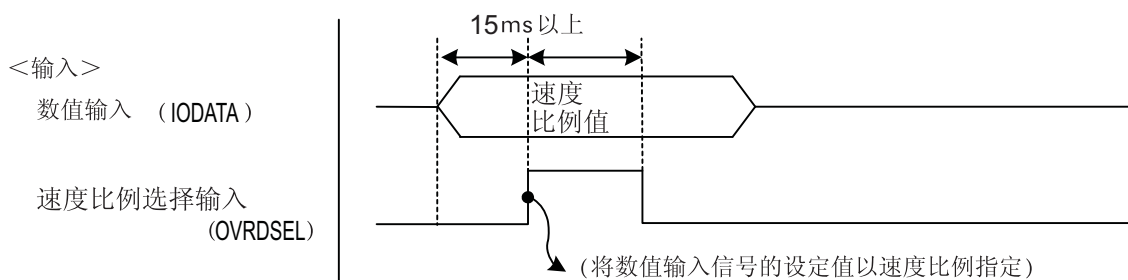 15ms以上
<输入>
数值输入 (IODATA)
速度
比例值
速度比例选择输入
(OVRDSEL)
(将数值输入信号的设定值以速度比例指定)